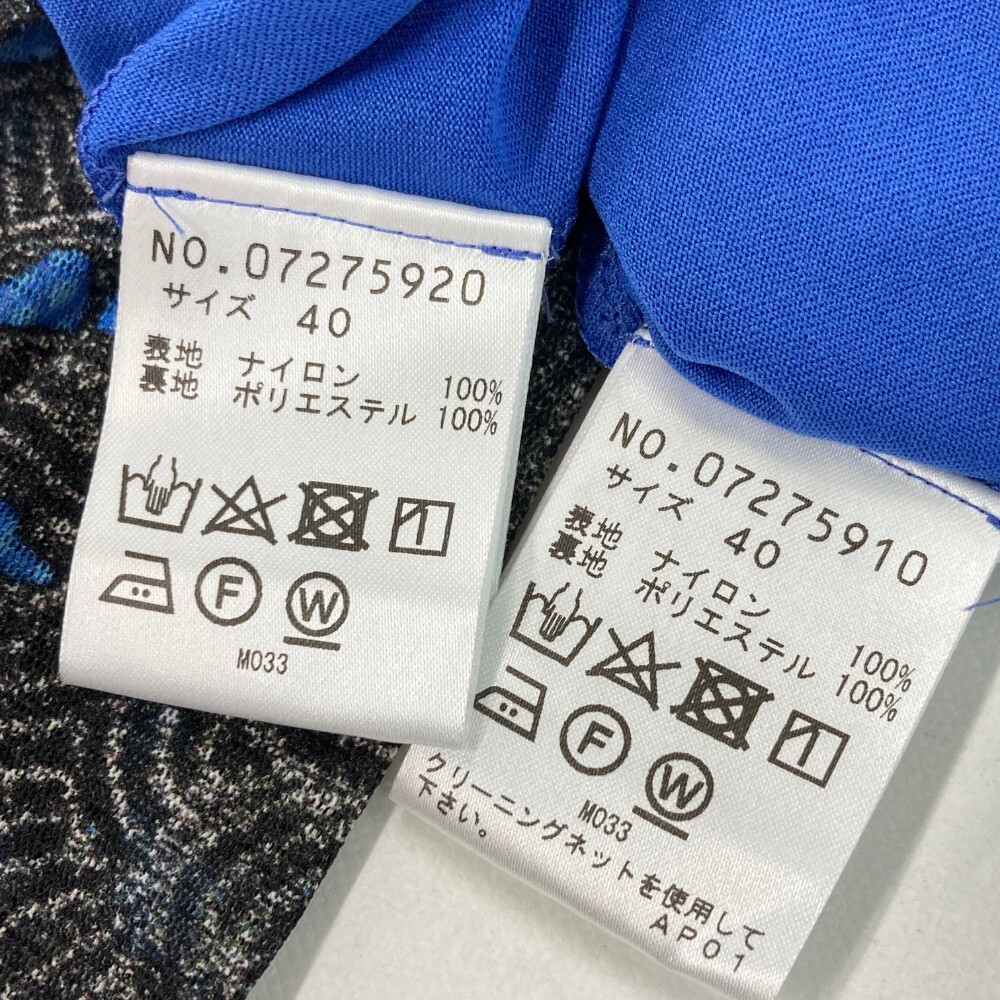 NO.07275920
サイズ 40
表地 ナイロン 100%
裏地 ポリエステル 100%
1
F W
M033
NO.07275910
サイズ 40
表地 ナイロン 100%
裏地 ポリエステル 100%
1
F W
M033
クリーニングネットを使用して
下さい。
AP01